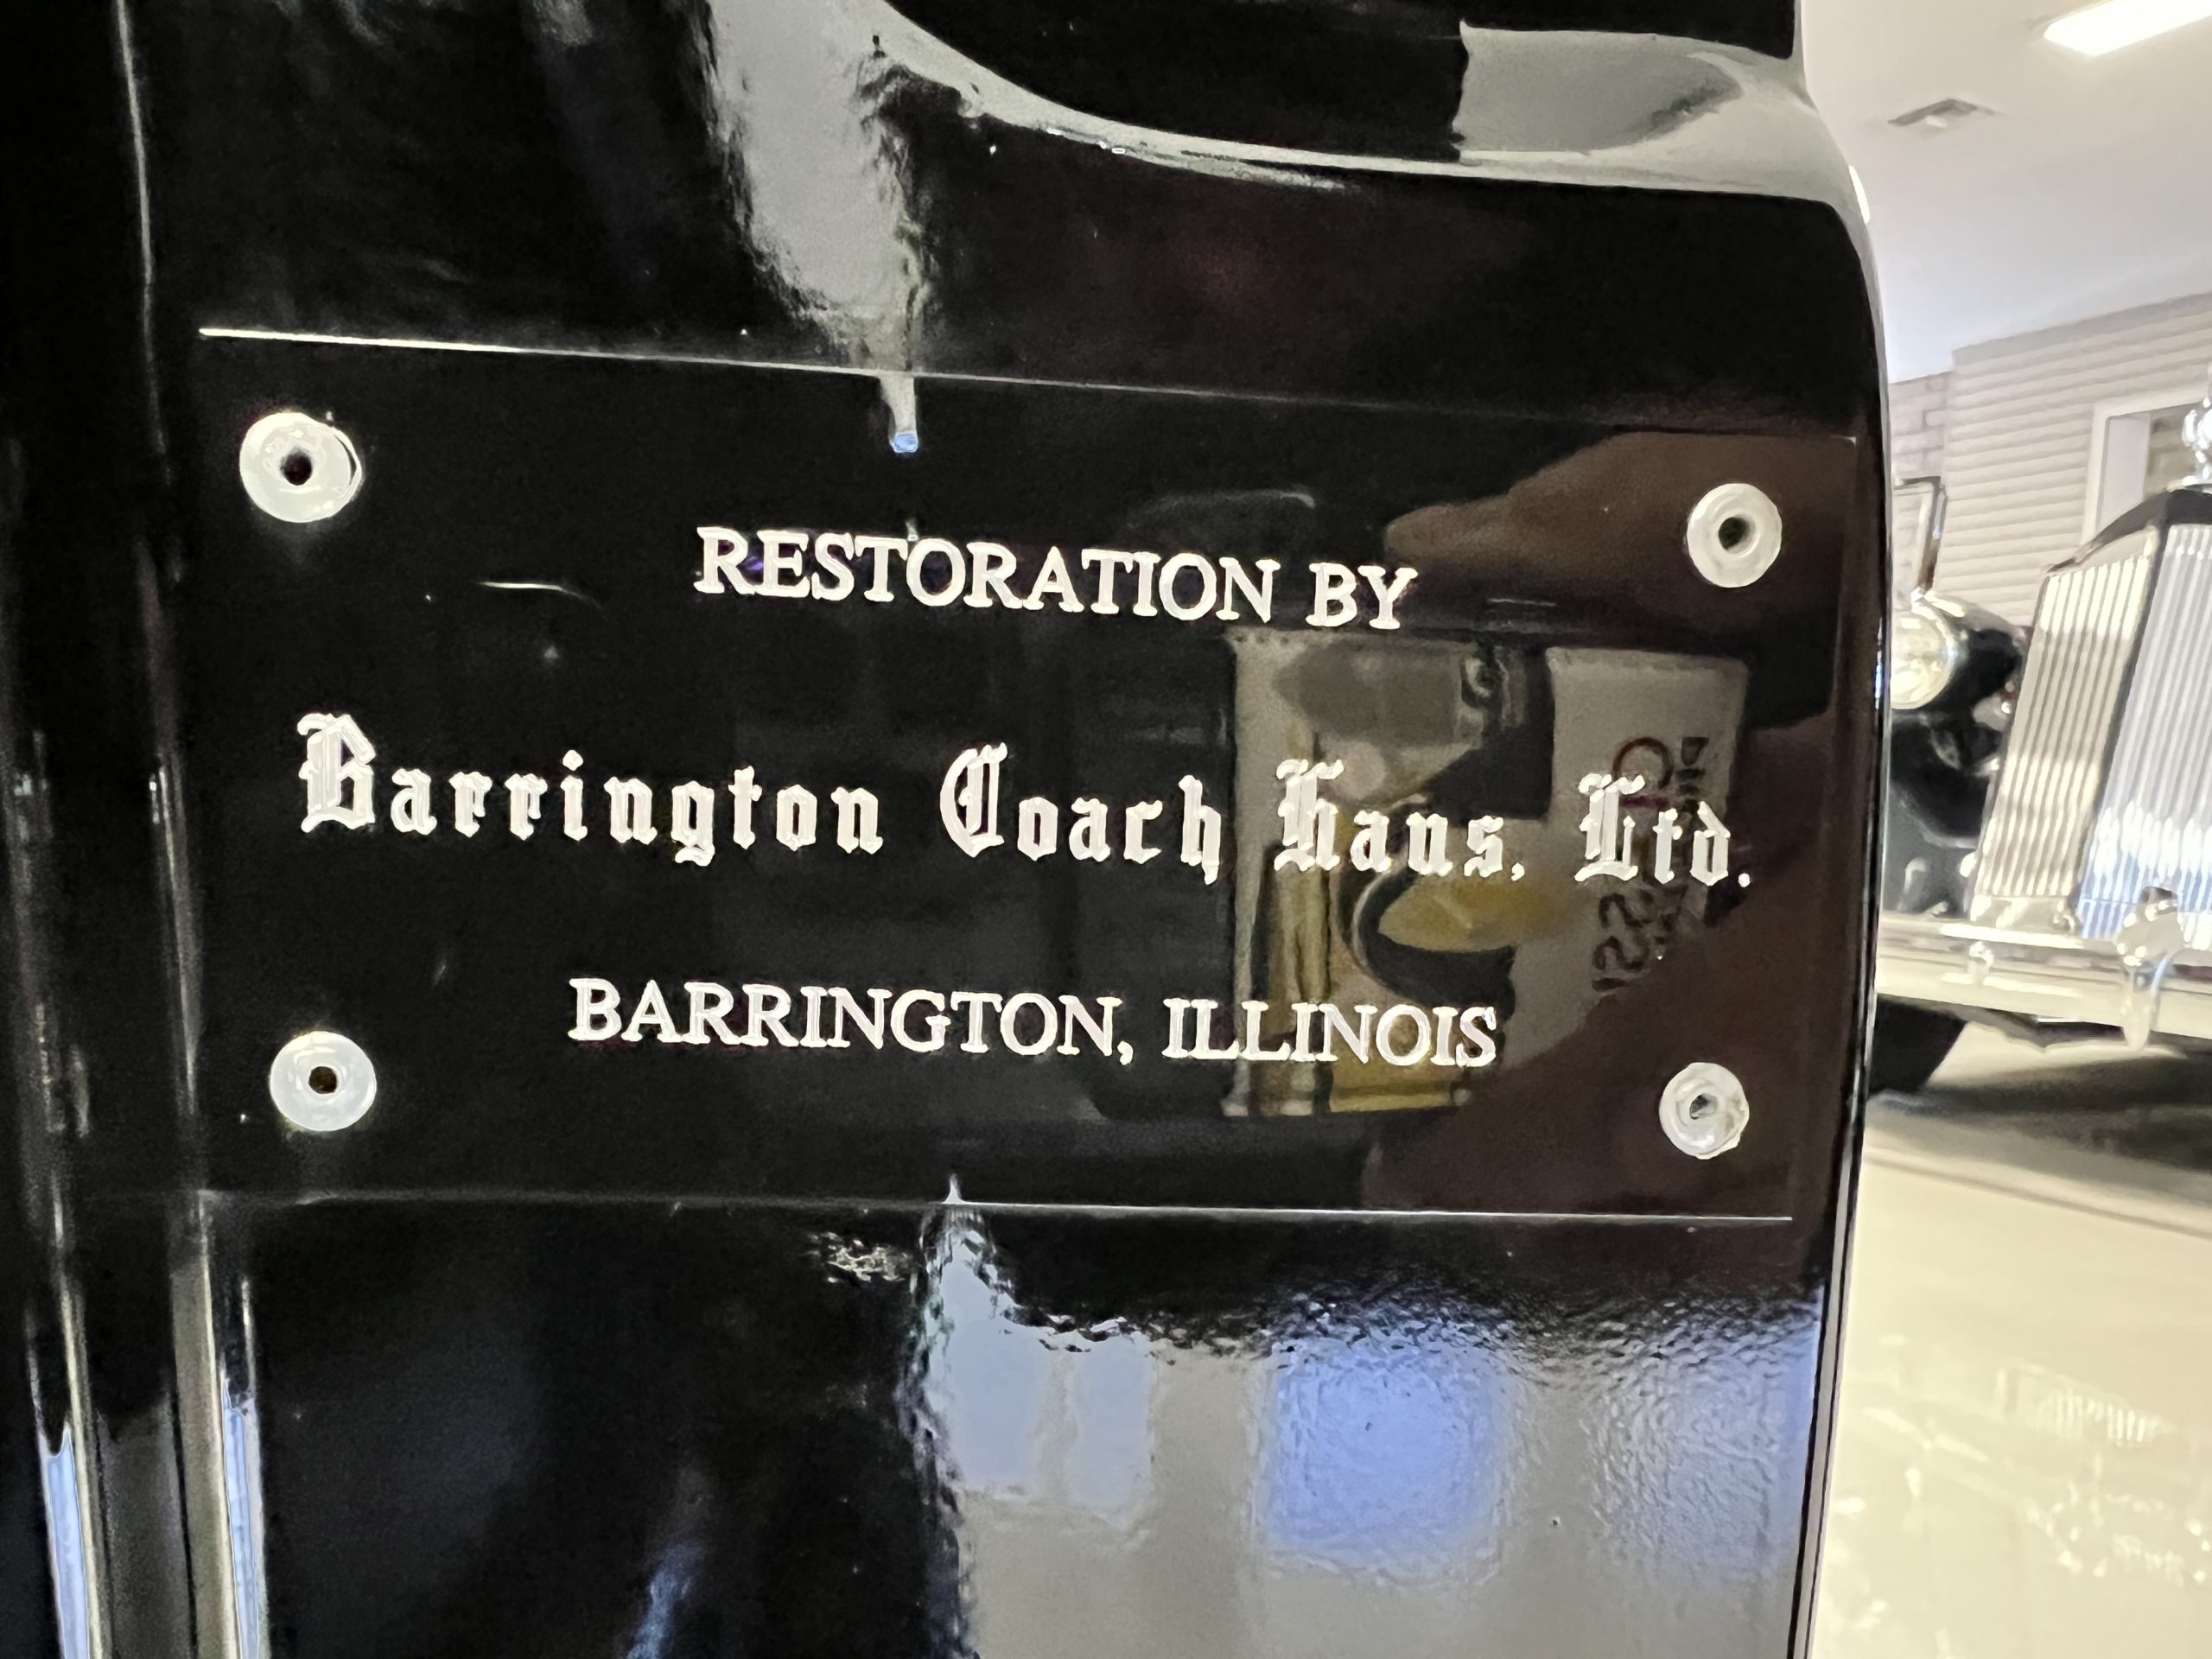 RESTORATION BY
Barrington Coach Haus, Ltd.
BARRINGTON, ILLINOIS